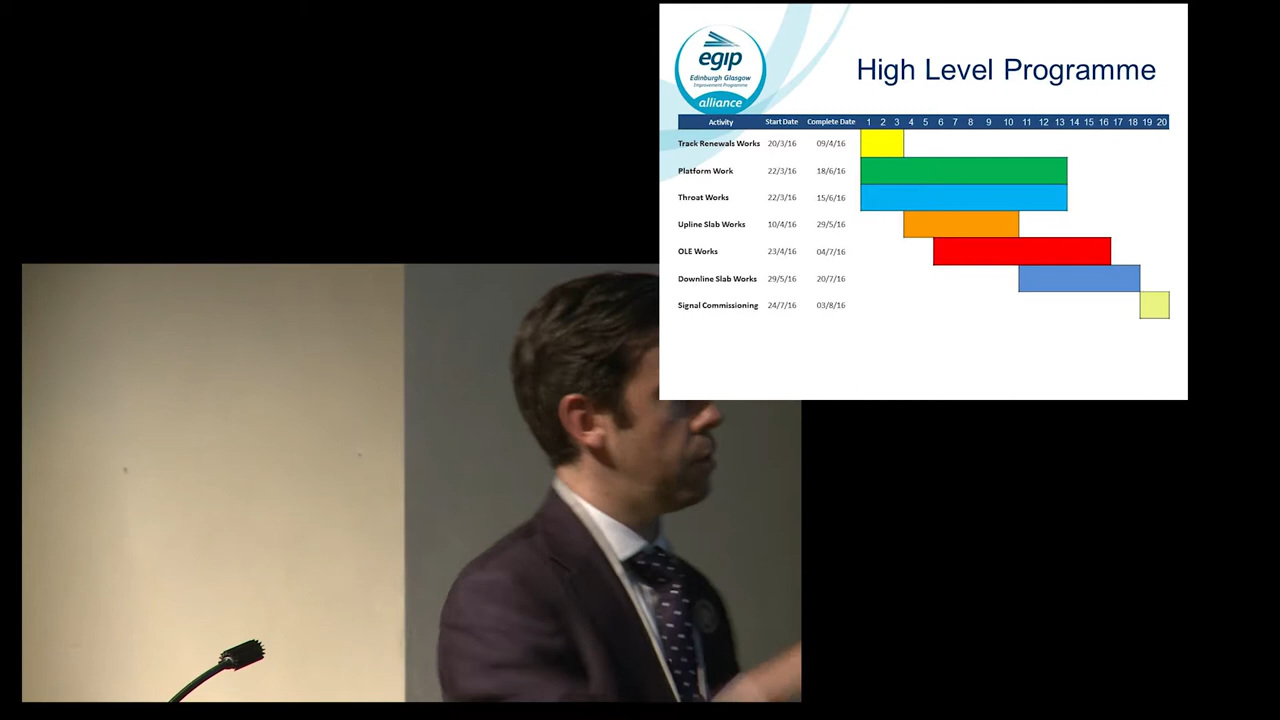 egip
Edinburgh Glasgow
Improvement Programme
alliance
High Level Programme
Activity Start Date Complete Date 1 2 3 4 5 6 7 8 9 10 11 12 13 14 15 16 17 18 19 20
Track Renewals Works 20/3/16 09/4/16
Platform Work 22/3/16 18/6/16
Throat Works 22/3/16 15/6/16
Upline Slab Works 10/4/16 29/5/16
OLE Works 23/4/16 04/7/16
Downline Slab Works 29/5/16 20/7/16
Signal Commissioning 24/7/16 03/8/16